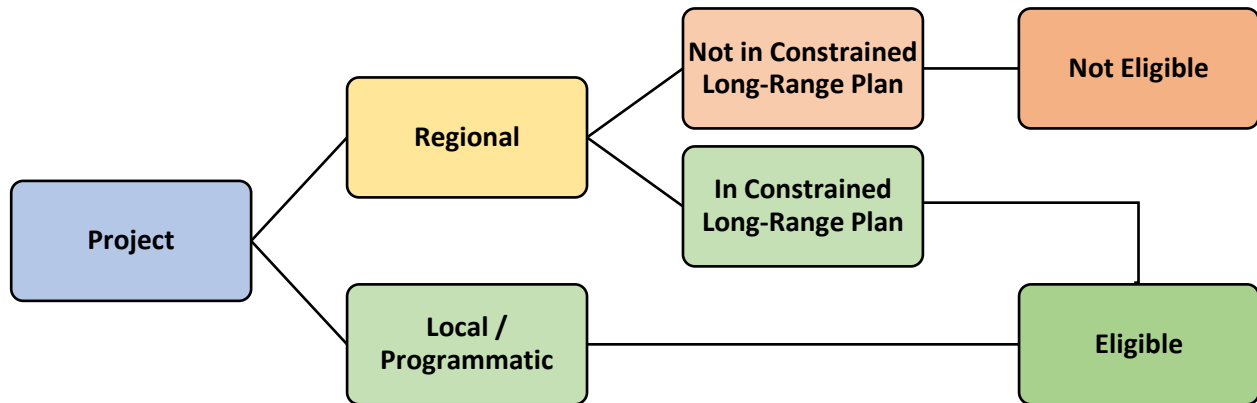 Project
Regional
Local /
Programmatic
Not in Constrained
Long-Range Plan
In Constrained
Long-Range Plan
Not Eligible
Eligible